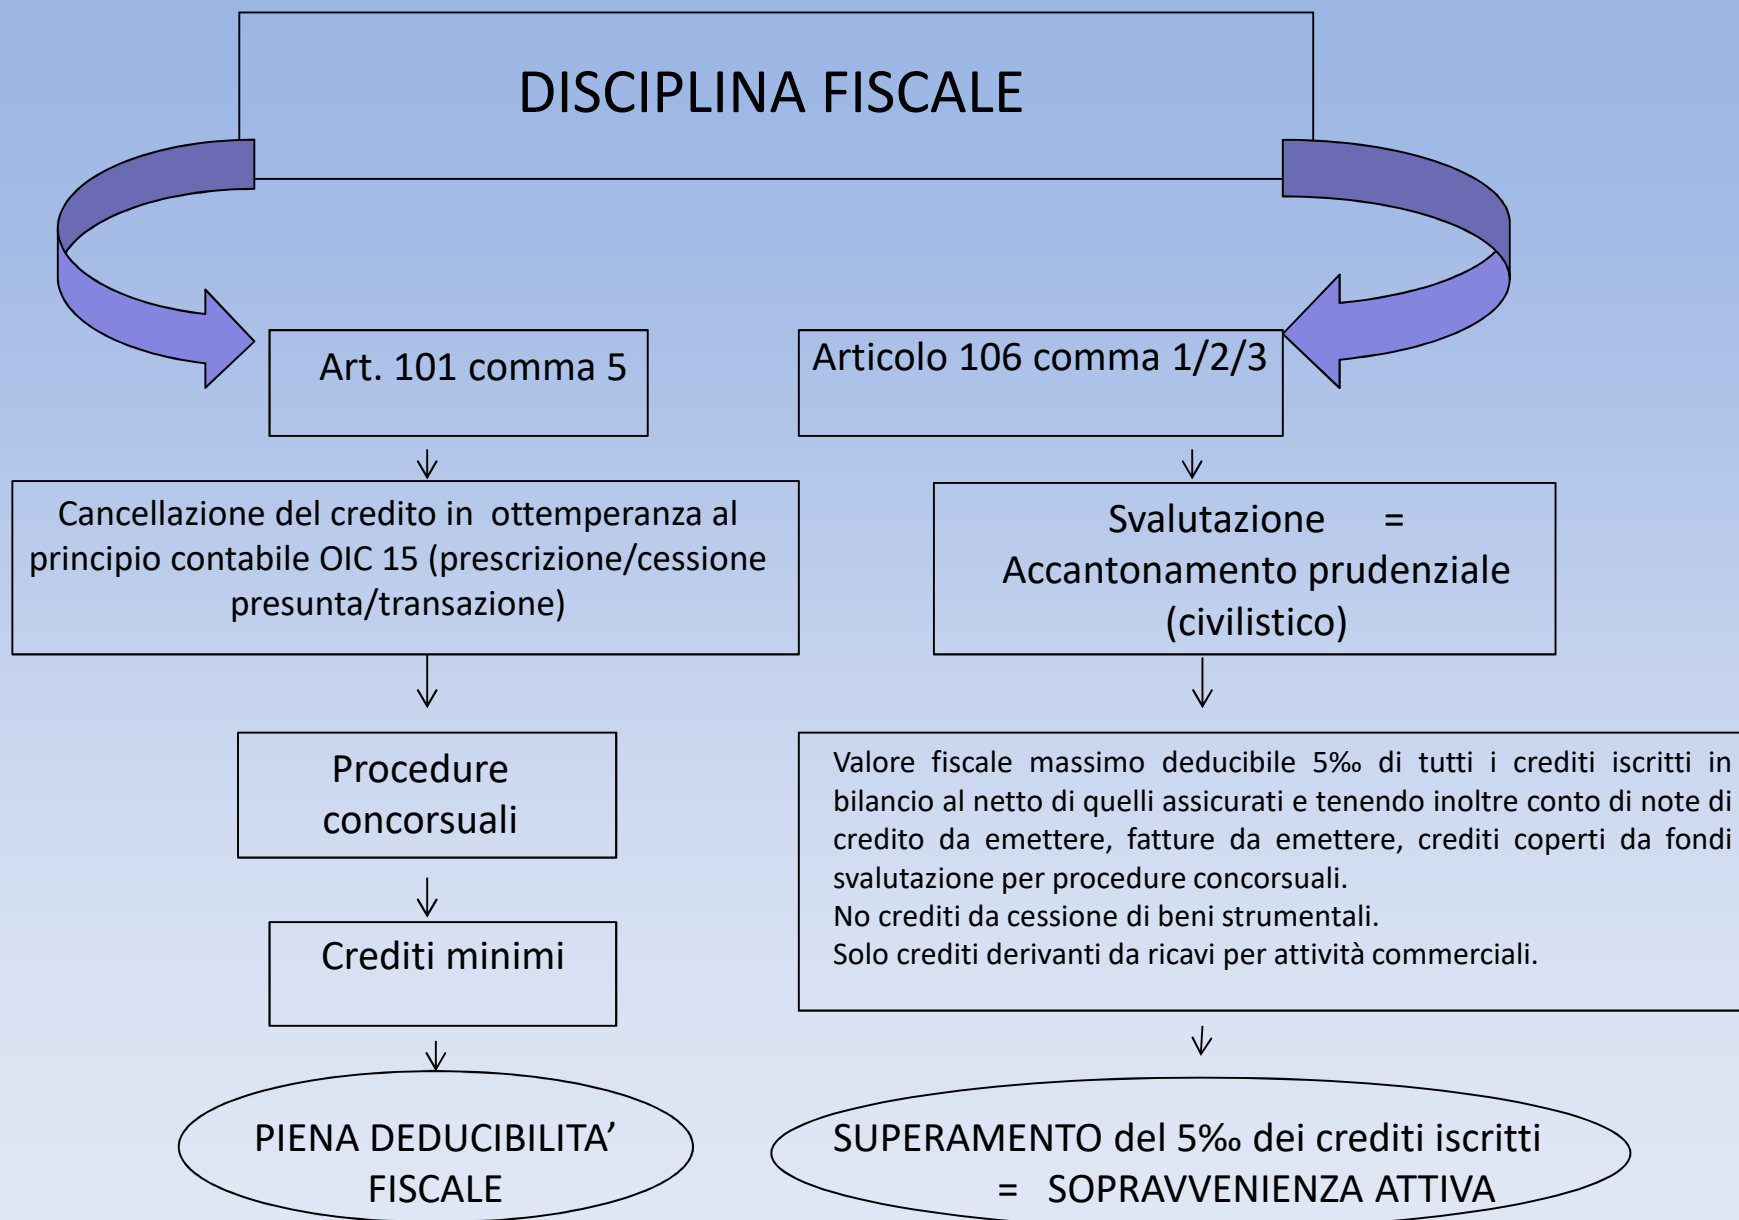 DISCIPLINA FISCALE
Art. 101 comma 5
Cancellazione del credito in ottemperanza al
principio contabile OIC 15 (prescrizione/cessione
presunta/transazione)
Procedure
concorsuali
Crediti minimi
PIENA DEDUCIBILITA’
FISCALE
Articolo 106 comma 1/2/3
Svalutazione =
Accantonamento prudenziale
(civilistico)
Valore fiscale massimo deducibile 5‰ di tutti i crediti iscritti in
bilancio al netto di quelli assicurati e tenendo inoltre conto di note di
credito da emettere, fatture da emettere, crediti coperti da fondi
svalutazione per procedure concorsuali.
No crediti da cessione di beni strumentali.
Solo crediti derivanti da ricavi per attività commerciali.
SUPERAMENTO del 5‰ dei crediti iscritti
= SOPRAVVENIENZA ATTIVA